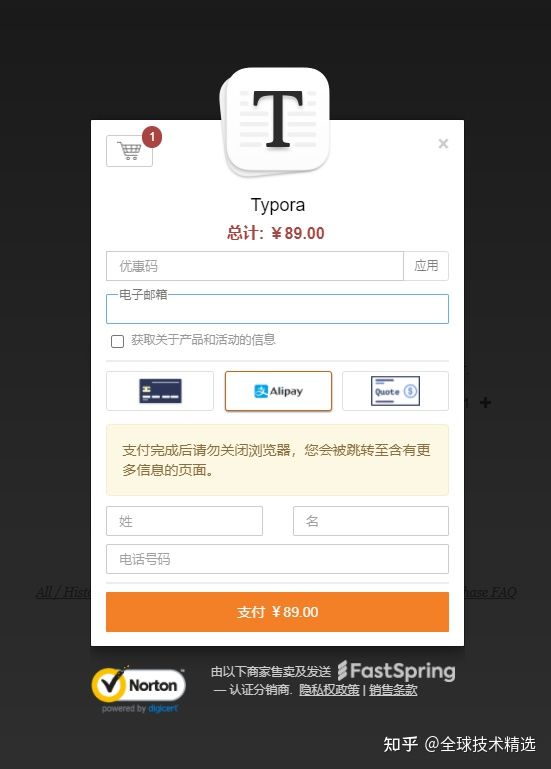 T
1
×
Typora
总计: ¥89.00
优惠码 应用
电子邮箱
获取关于产品和活动的信息
Alipay Quote $
支付完成后请勿关闭浏览器，您会被跳转至含有更
多信息的页面。
姓 名
电话号码
All / Histo hase FAQ
支付 ¥89.00
Norton
powered by digicert
由以下商家售卖及发送 FastSpring
— 认证分销商. 隐私权政策 | 销售条款
知乎 @全球技术精选